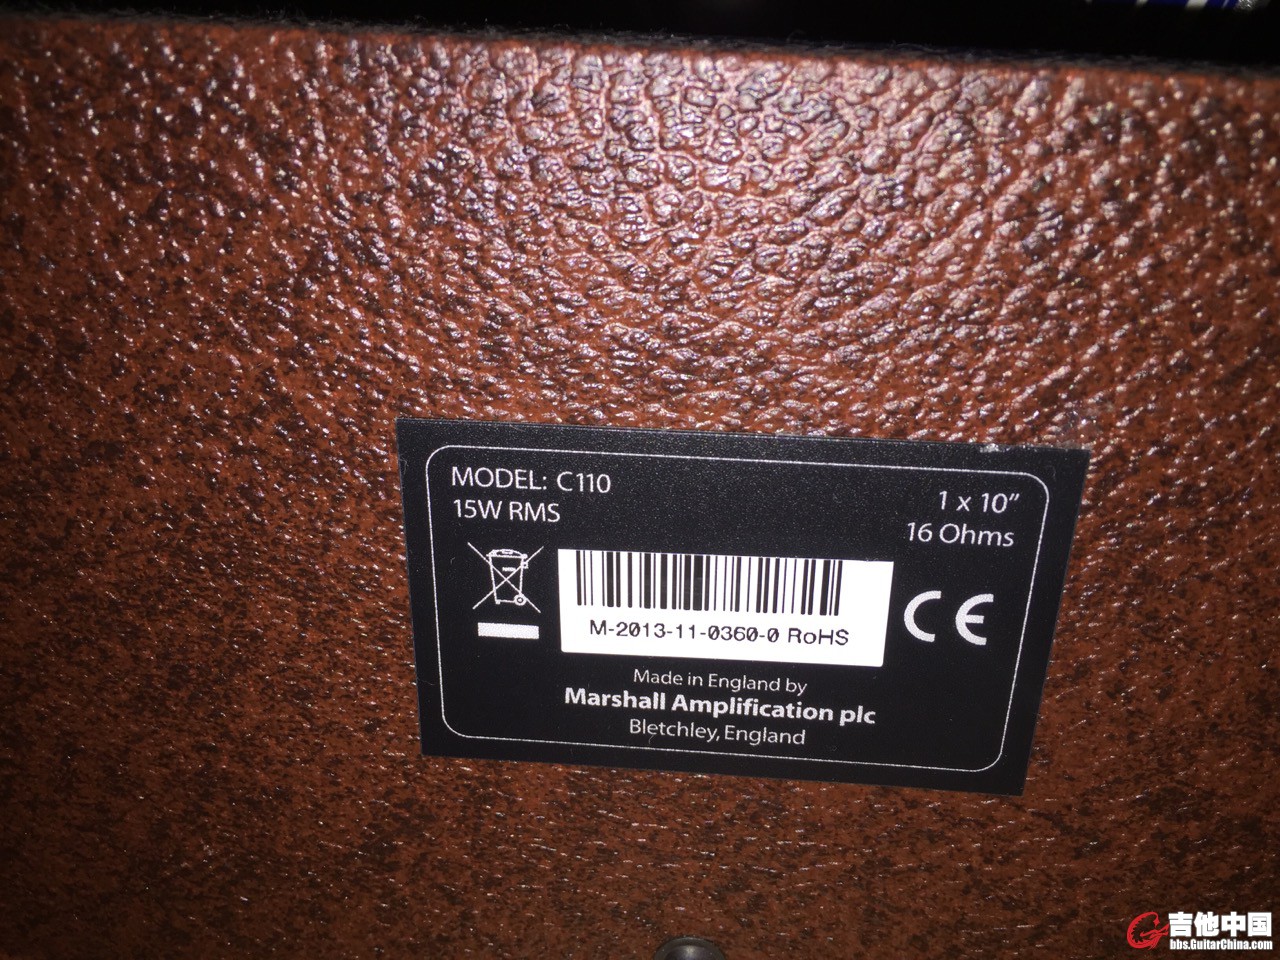 MODEL: C110
15W RMS
1 x 10”
16 Ohms
M-2013-11-0360-0 RoHS
CE
Made in England by
Marshall Amplification plc
Bletchley, England
吉他中国
bbs.GuitarChina.com